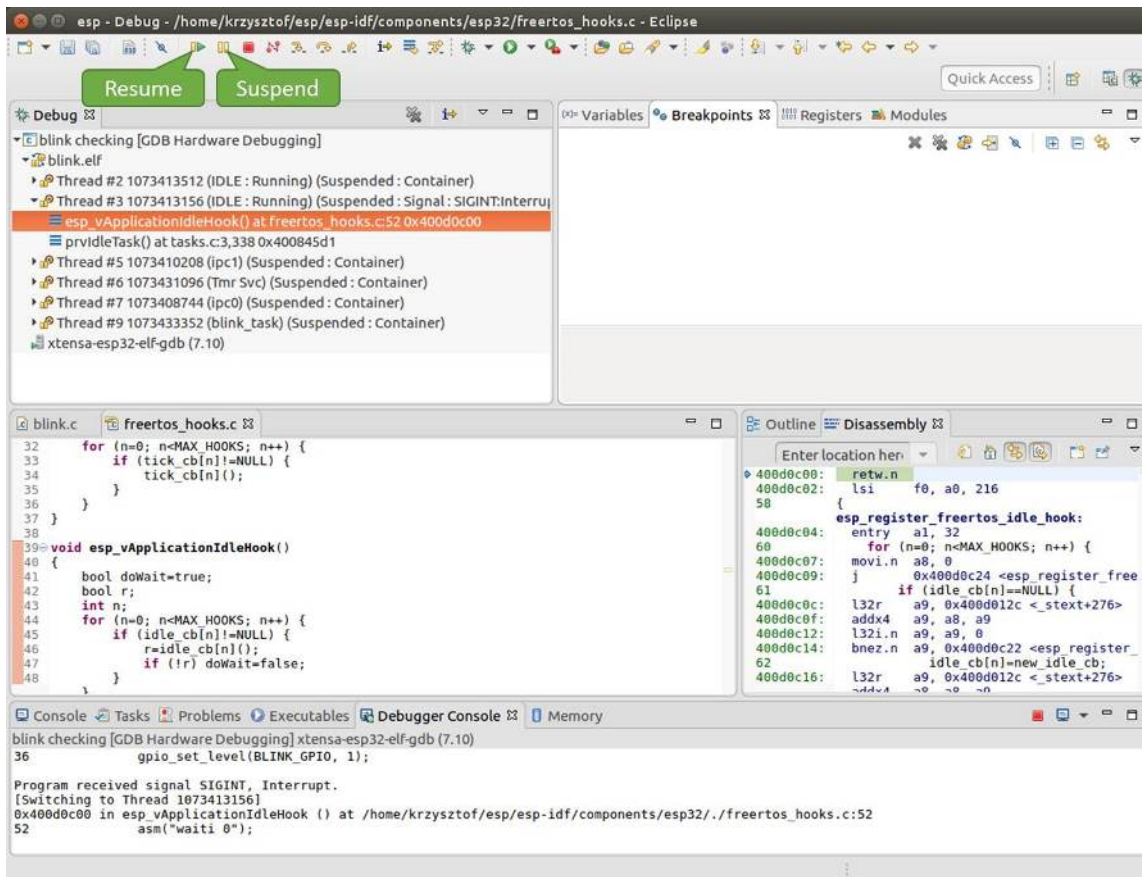 esp - Debug - /home/krzysztof/esp/esp-idf/components/esp32/freertos_hooks.c - Eclipse
Resume
Suspend
Quick Access
Debug
(x)= Variables
Breakpoints
Registers
Modules
blink checking [GDB Hardware Debugging]
blink.elf
Thread #2 1073413512 (IDLE : Running) (Suspended : Container)
Thread #3 1073413156 (IDLE : Running) (Suspended : Signal : SIGINT:Interru
esp_vApplicationIdleHook() at freertos_hooks.c:52 0x400d0c00
prvIdleTask() at tasks.c:3,338 0x400845d1
Thread #5 1073410208 (ipc1) (Suspended : Container)
Thread #6 1073431096 (Tmr Svc) (Suspended : Container)
Thread #7 1073408744 (ipc0) (Suspended : Container)
Thread #9 1073433352 (blink_task) (Suspended : Container)
xtensa-esp32-elf-gdb (7.10)
blink.c
freertos_hooks.c
32 for (n=0; n<MAX_HOOKS; n++) {
33 if (tick_cb[n]!=NULL) {
34 tick_cb[n]();
35 }
36 }
37 }
38
39 void esp_vApplicationIdleHook()
40 {
41 bool doWait=true;
42 bool r;
43 int n;
44 for (n=0; n<MAX_HOOKS; n++) {
45 if (idle_cb[n]!=NULL) {
46 r=idle_cb[n]();
47 if (!r) doWait=false;
48 }
}
Outline
Disassembly
Enter location her
400d0c00: retw.n
400d0c02: lsi f0, a0, 216
58 {
esp_register_freertos_idle_hook:
400d0c04: entry a1, 32
60 for (n=0; n<MAX_HOOKS; n++) {
400d0c07: movi.n a8, 0
400d0c09: j 0x400d0c24 <esp_register_free
61 if (idle_cb[n]==NULL) {
400d0c0c: l32r a9, 0x400d012c <_stext+276>
400d0c0f: addx4 a9, a8, a9
400d0c12: l32i.n a9, a9, 0
400d0c14: bnez.n a9, 0x400d0c22 <esp_register_
62 idle_cb[n]=new_idle_cb;
400d0c16: l32r a9, 0x400d012c <_stext+276>
addx4 a8, a8, a9
Console
Tasks
Problems
Executables
Debugger Console
Memory
blink checking [GDB Hardware Debugging] xtensa-esp32-elf-gdb (7.10)
36 gpio_set_level(BLINK_GPIO, 1);
Program received signal SIGINT, Interrupt.
[Switching to Thread 1073413156]
0x400d0c00 in esp_vApplicationIdleHook () at /home/krzysztof/esp/esp-idf/components/esp32/./freertos_hooks.c:52
52 asm("waiti 0");